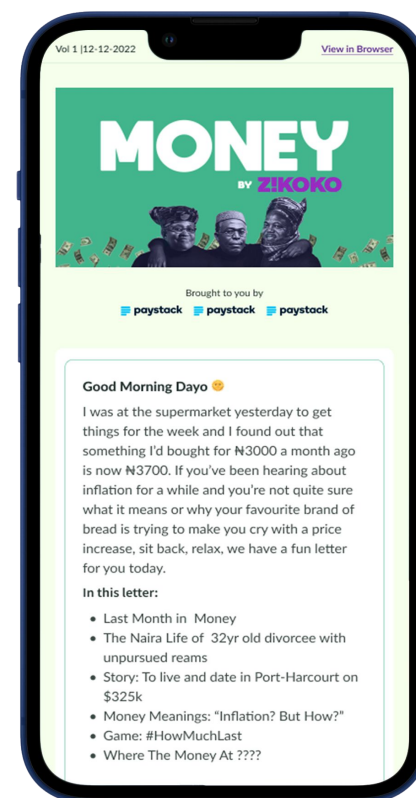 Vol 1 |12-12-2022
View in Browser
MONEY
BY Z!KOKO
Brought to you by
paystack paystack paystack
Good Morning Dayo
I was at the supermarket yesterday to get
things for the week and I found out that
something I'd bought for ₦3000 a month ago
is now ₦3700. If you've been hearing about
inflation for a while and you're not quite sure
what it means or why your favourite brand of
bread is trying to make you cry with a price
increase, sit back, relax, we have a fun letter
for you today.
In this letter:
• Last Month in Money
• The Naira Life of 32yr old divorcee with
unpursued reams
• Story: To live and date in Port-Harcourt on
$325k
• Money Meanings: “Inflation? But How?”
• Game: #HowMuchLast
• Where The Money At ????